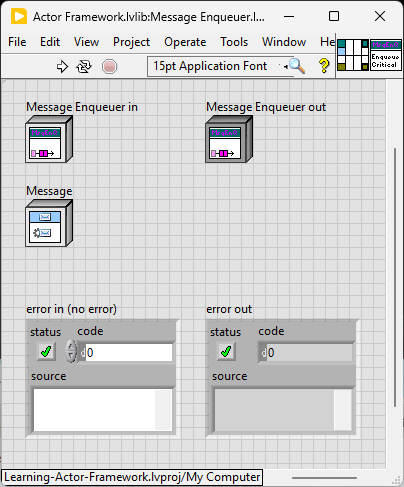 Actor Framework.lvlib:Message Enqueuer.l...
File Edit View Project Operate Tools Window He
15pt Application Font
Enqueue
Critical
Message Enqueuer in
Message Enqueuer out
Message
error in (no error)
error out
status
code
d0
source
status
code
d0
source
Learning-Actor-Framework.lvproj/My Computer